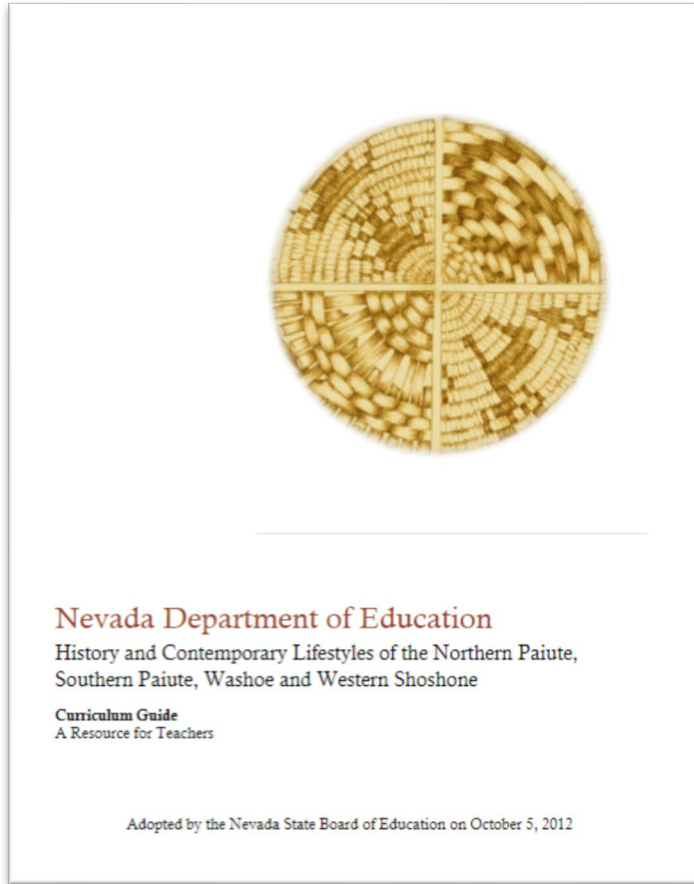 Nevada Department of Education
History and Contemporary Lifestyles of the Northern Paiute,
Southern Paiute, Washoe and Western Shoshone
Curriculum Guide
A Resource for Teachers
Adopted by the Nevada State Board of Education on October 5, 2012